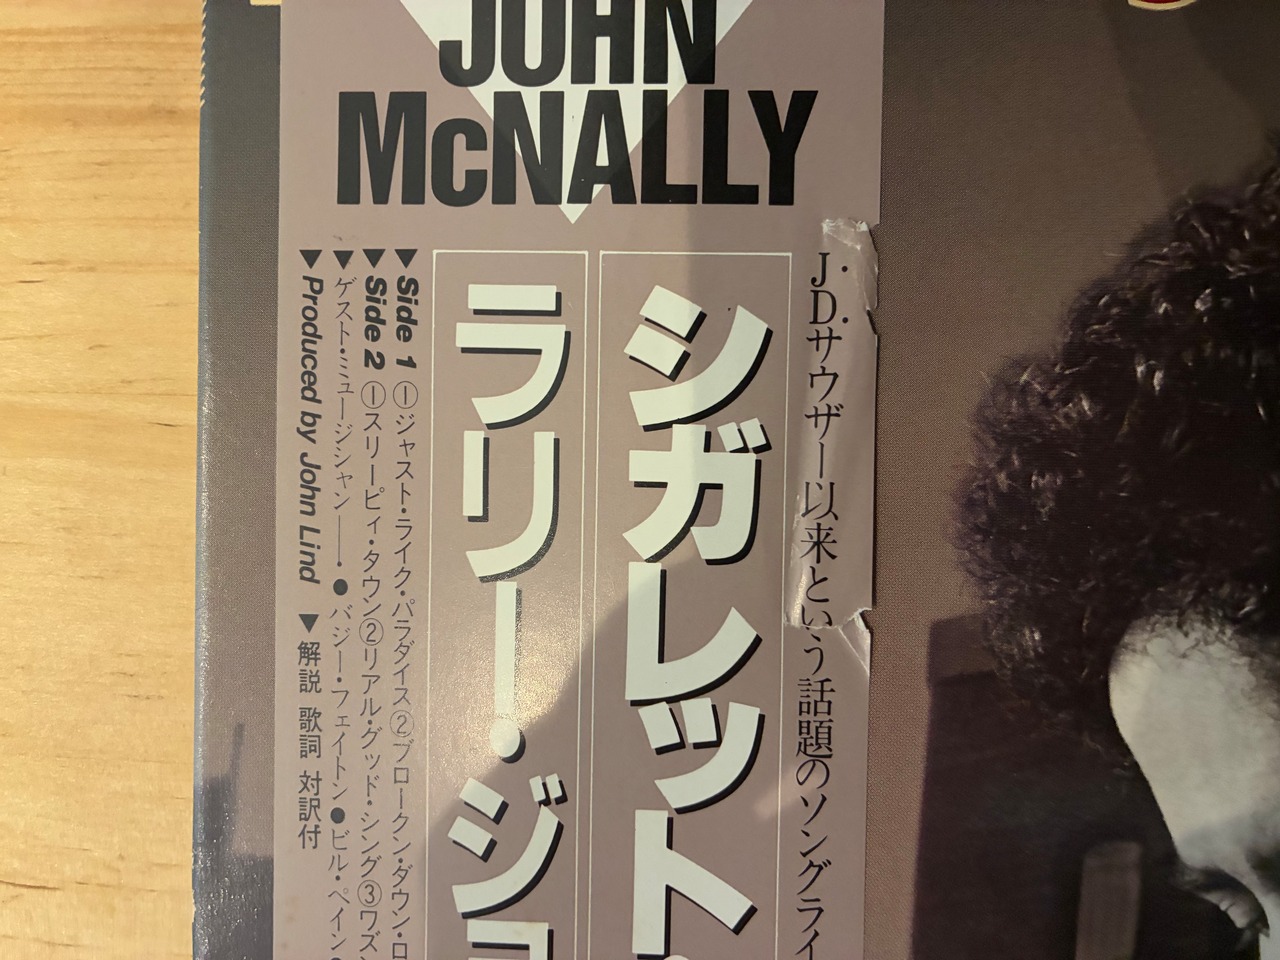 JOHN
McNALLY
J.D.サウザー以来という話題のソングライ
シガレット・
ラリー・ジョ
▼Side 1 ①ジャスト・ライク・パラダイス②ブロークン・ダウン・ロ
▼Side 2 ①スリーピィ・タウン②リアル・グッド・シング③ワズン
▼ゲスト・ミュージシャン——●バジー・フェイトン●ビル・ペイン●
▼Produced by John Lind ▼解説 歌詞 対訳付